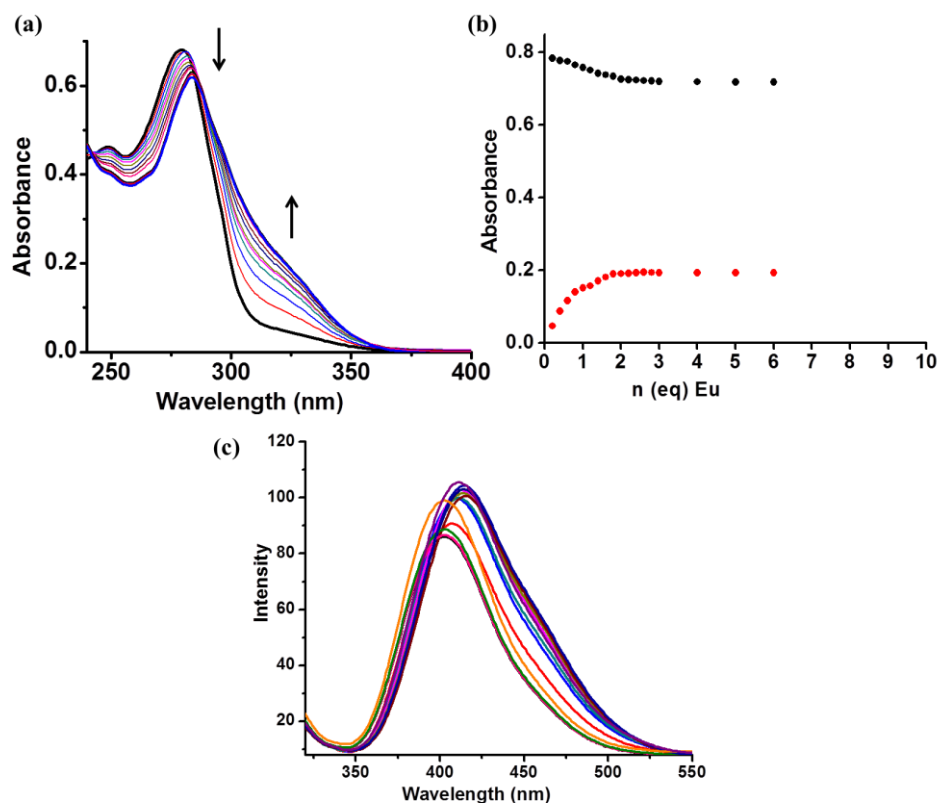 (a)
Absorbance
0.6
0.4
0.2
0.0
250
300
350
400
Wavelength (nm)
(b)
Absorbance
0.8
0.6
0.4
0.2
0.0
0 1 2 3 4 5 6 7 8 9 10
n (eq) Eu
(c)
Intensity
120
100
80
60
40
20
350
400
450
500
550
Wavelength (nm)